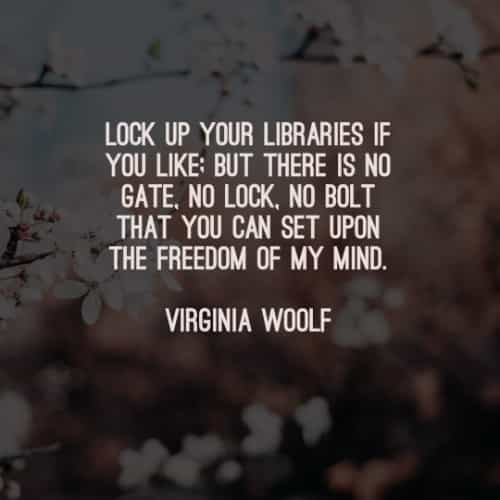 LOCK UP YOUR LIBRARIES IF
YOU LIKE; BUT THERE IS NO
GATE, NO LOCK, NO BOLT
THAT YOU CAN SET UPON
THE FREEDOM OF MY MIND.
VIRGINIA WOOLF